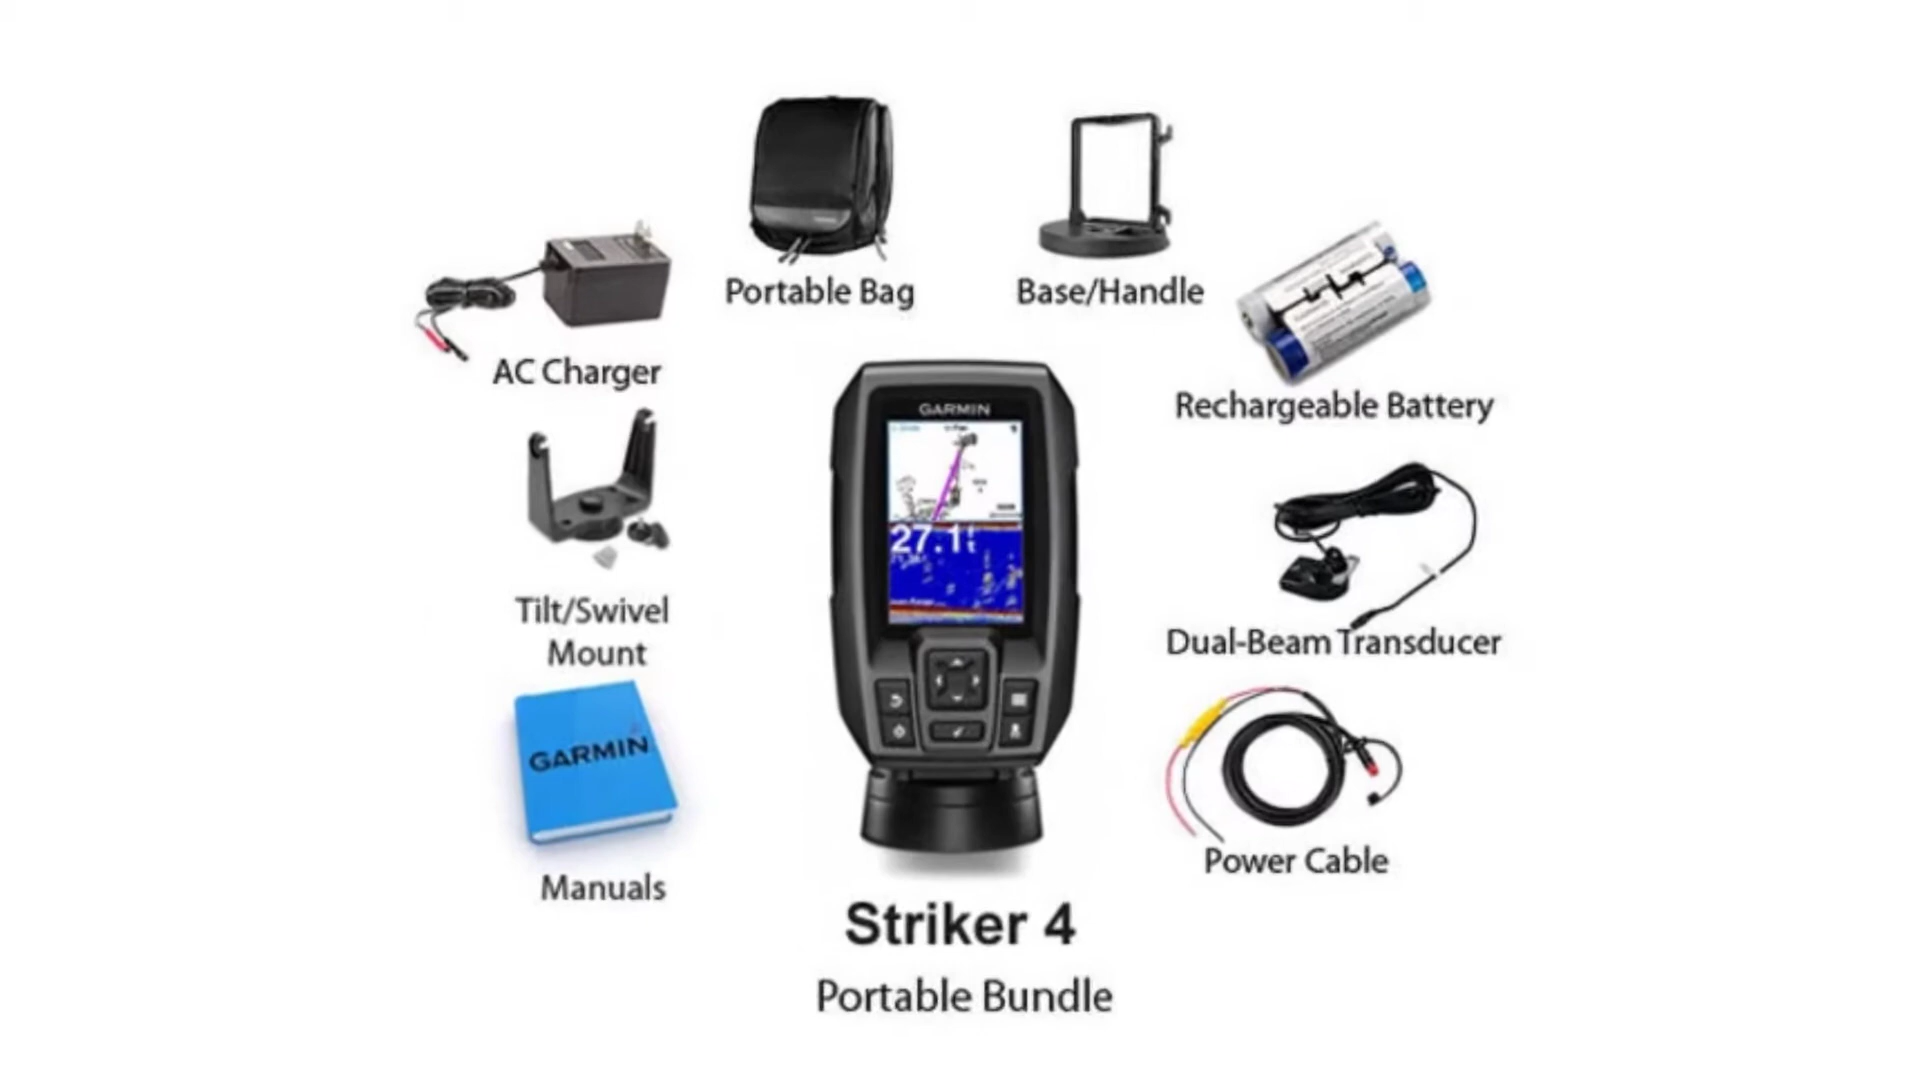 Portable Bag
Base/Handle
AC Charger
Rechargeable Battery
GARMIN
27.1
Tilt/Swivel
Mount
Dual-Beam Transducer
GARMIN
Manuals
Power Cable
Striker 4
Portable Bundle